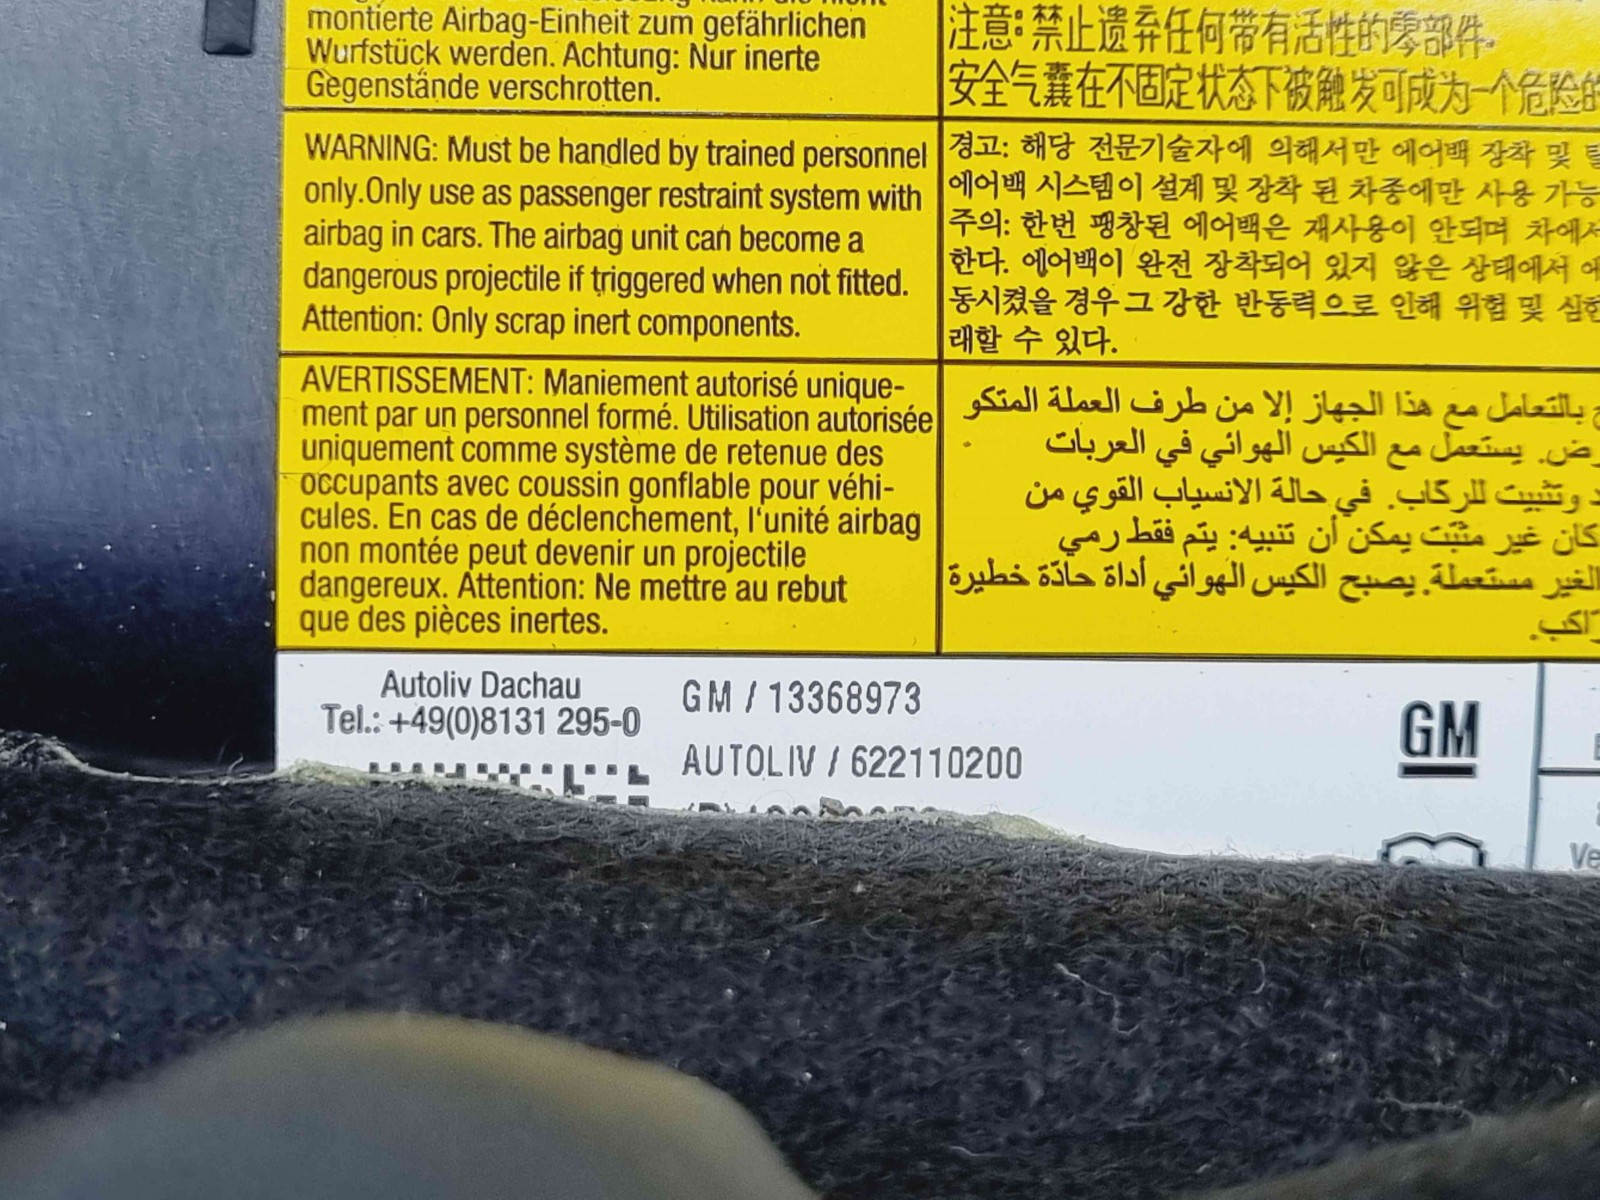 montierte Airbag-Einheit zum gefährlichen
Wurfstück werden. Achtung: Nur inerte
Gegenstände verschrotten.
注意: 禁止遗弃任何带有活性的零部件.
安全气囊在不固定状态下被触发可成为一个危险的
WARNING: Must be handled by trained personnel
only.Only use as passenger restraint system with
airbag in cars. The airbag unit can become a
dangerous projectile if triggered when not fitted.
Attention: Only scrap inert components.
경고: 해당 전문기술자에 의해서만 에어백 장착 및
에어백 시스템이 설계 및 장착 된 차종에만 사용 가능
주의: 한번 팽창된 에어백은 재사용이 안되며 차에서
한다. 에어백이 완전 장착되어 있지 않은 상태에서
동시켰을 경우 그 강한 반동력으로 인해 위험 및 심한
래할 수 있다.
AVERTISSEMENT: Maniement autorisé unique-
ment par un personnel formé. Utilisation autorisée
uniquement comme système de retenue des
occupants avec coussin gonflable pour véhi-
cules. En cas de déclenchement, l'unité airbag
non montée peut devenir un projectile
dangereux. Attention: Ne mettre au rebut
que des pièces inertes.
بالتعامل مع هذا الجهاز إلا من طرف العملة المتكو
رض. يستعمل مع الكيس الهوائي في العربات
وتثبيت للركاب. في حالة الانسياب القوي من
كان غير مثبت يمكن أن تنبيه: يتم فقط رمي
الغير مستعملة. يصبح الكيس الهوائي أداة حادّة خطيرة
Autoliv Dachau
Tel.: +49(0)8131 295-0
GM / 13368973
AUTOLIV / 622110200
GM